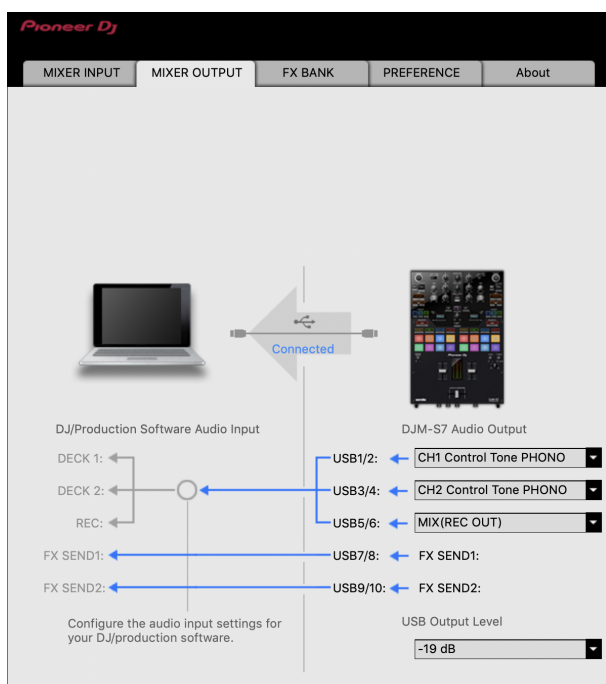 Pioneer Dj
MIXER INPUT
MIXER OUTPUT
FX BANK
PREFERENCE
About
Connected
DJ/Production Software Audio Input
DJM-S7 Audio Output
DECK 1:
USB1/2:
CH1 Control Tone PHONO
DECK 2:
USB3/4:
CH2 Control Tone PHONO
REC:
USB5/6:
MIX(REC OUT)
FX SEND1:
USB7/8:
FX SEND1:
FX SEND2:
USB9/10:
FX SEND2:
Configure the audio input settings for
your DJ/production software.
USB Output Level
-19 dB